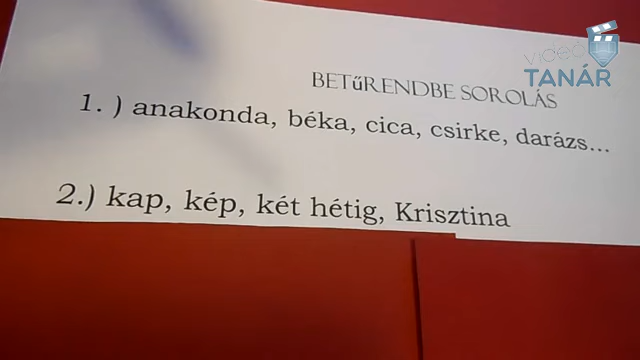 videó
TANÁR
BETűRENDBE SOROLÁS
1. ) anakonda, béka, cica, csirke, darázs...
2.) kap, kép, két hétig, Krisztina